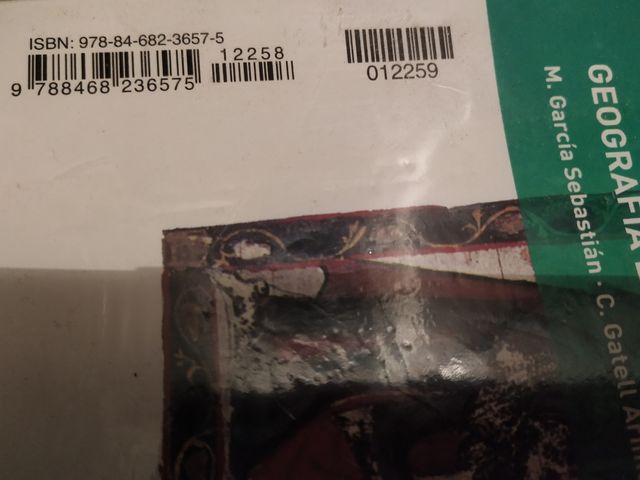 ISBN: 978-84-682-3657-5
12258
9 788468 236575
012259
GEOGRAFIA
M. García Sebastián · C. Gatell